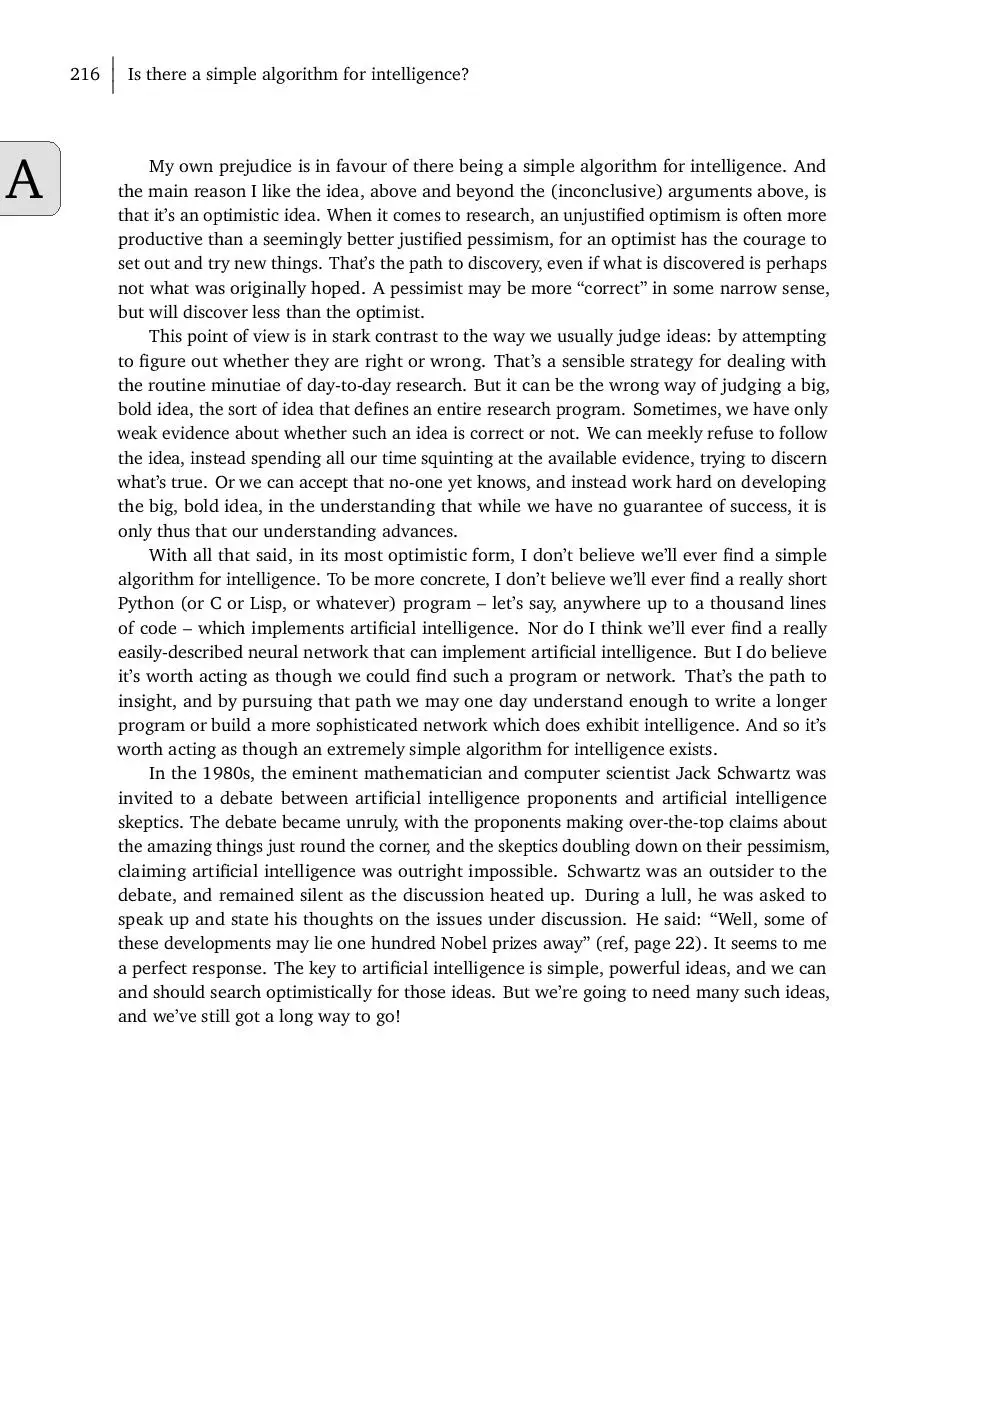 216 Is there a simple algorithm for intelligence?
A
My own prejudice is in favour of there being a simple algorithm for intelligence. And
the main reason I like the idea, above and beyond the (inconclusive) arguments above, is
that it’s an optimistic idea. When it comes to research, an unjustified optimism is often more
productive than a seemingly better justified pessimism, for an optimist has the courage to
set out and try new things. That’s the path to discovery, even if what is discovered is perhaps
not what was originally hoped. A pessimist may be more “correct” in some narrow sense,
but will discover less than the optimist.
This point of view is in stark contrast to the way we usually judge ideas: by attempting
to figure out whether they are right or wrong. That’s a sensible strategy for dealing with
the routine minutiae of day-to-day research. But it can be the wrong way of judging a big,
bold idea, the sort of idea that defines an entire research program. Sometimes, we have only
weak evidence about whether such an idea is correct or not. We can meekly refuse to follow
the idea, instead spending all our time squinting at the available evidence, trying to discern
what’s true. Or we can accept that no-one yet knows, and instead work hard on developing
the big, bold idea, in the understanding that while we have no guarantee of success, it is
only thus that our understanding advances.
With all that said, in its most optimistic form, I don’t believe we’ll ever find a simple
algorithm for intelligence. To be more concrete, I don’t believe we’ll ever find a really short
Python (or C or Lisp, or whatever) program – let’s say, anywhere up to a thousand lines
of code – which implements artificial intelligence. Nor do I think we’ll ever find a really
easily-described neural network that can implement artificial intelligence. But I do believe
it’s worth acting as though we could find such a program or network. That’s the path to
insight, and by pursuing that path we may one day understand enough to write a longer
program or build a more sophisticated network which does exhibit intelligence. And so it’s
worth acting as though an extremely simple algorithm for intelligence exists.
In the 1980s, the eminent mathematician and computer scientist Jack Schwartz was
invited to a debate between artificial intelligence proponents and artificial intelligence
skeptics. The debate became unruly, with the proponents making over-the-top claims about
the amazing things just round the corner, and the skeptics doubling down on their pessimism,
claiming artificial intelligence was outright impossible. Schwartz was an outsider to the
debate, and remained silent as the discussion heated up. During a lull, he was asked to
speak up and state his thoughts on the issues under discussion. He said: “Well, some of
these developments may lie one hundred Nobel prizes away” (ref, page 22). It seems to me
a perfect response. The key to artificial intelligence is simple, powerful ideas, and we can
and should search optimistically for those ideas. But we’re going to need many such ideas,
and we’ve still got a long way to go!